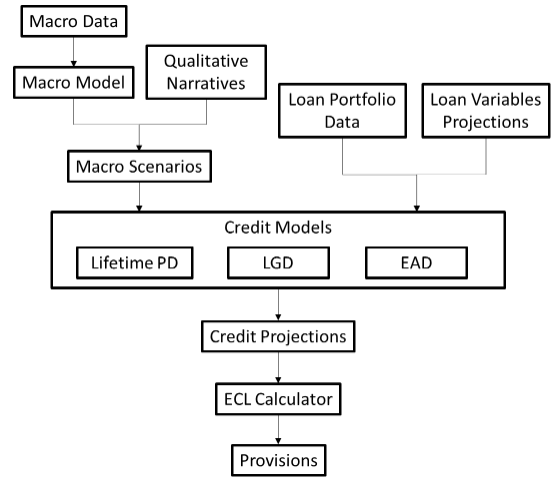 Macro Data
Macro Model
Qualitative
Narratives
Loan Portfolio
Data
Loan Variables
Projections
Macro Scenarios
Credit Models
Lifetime PD
LGD
EAD
Credit Projections
ECL Calculator
Provisions